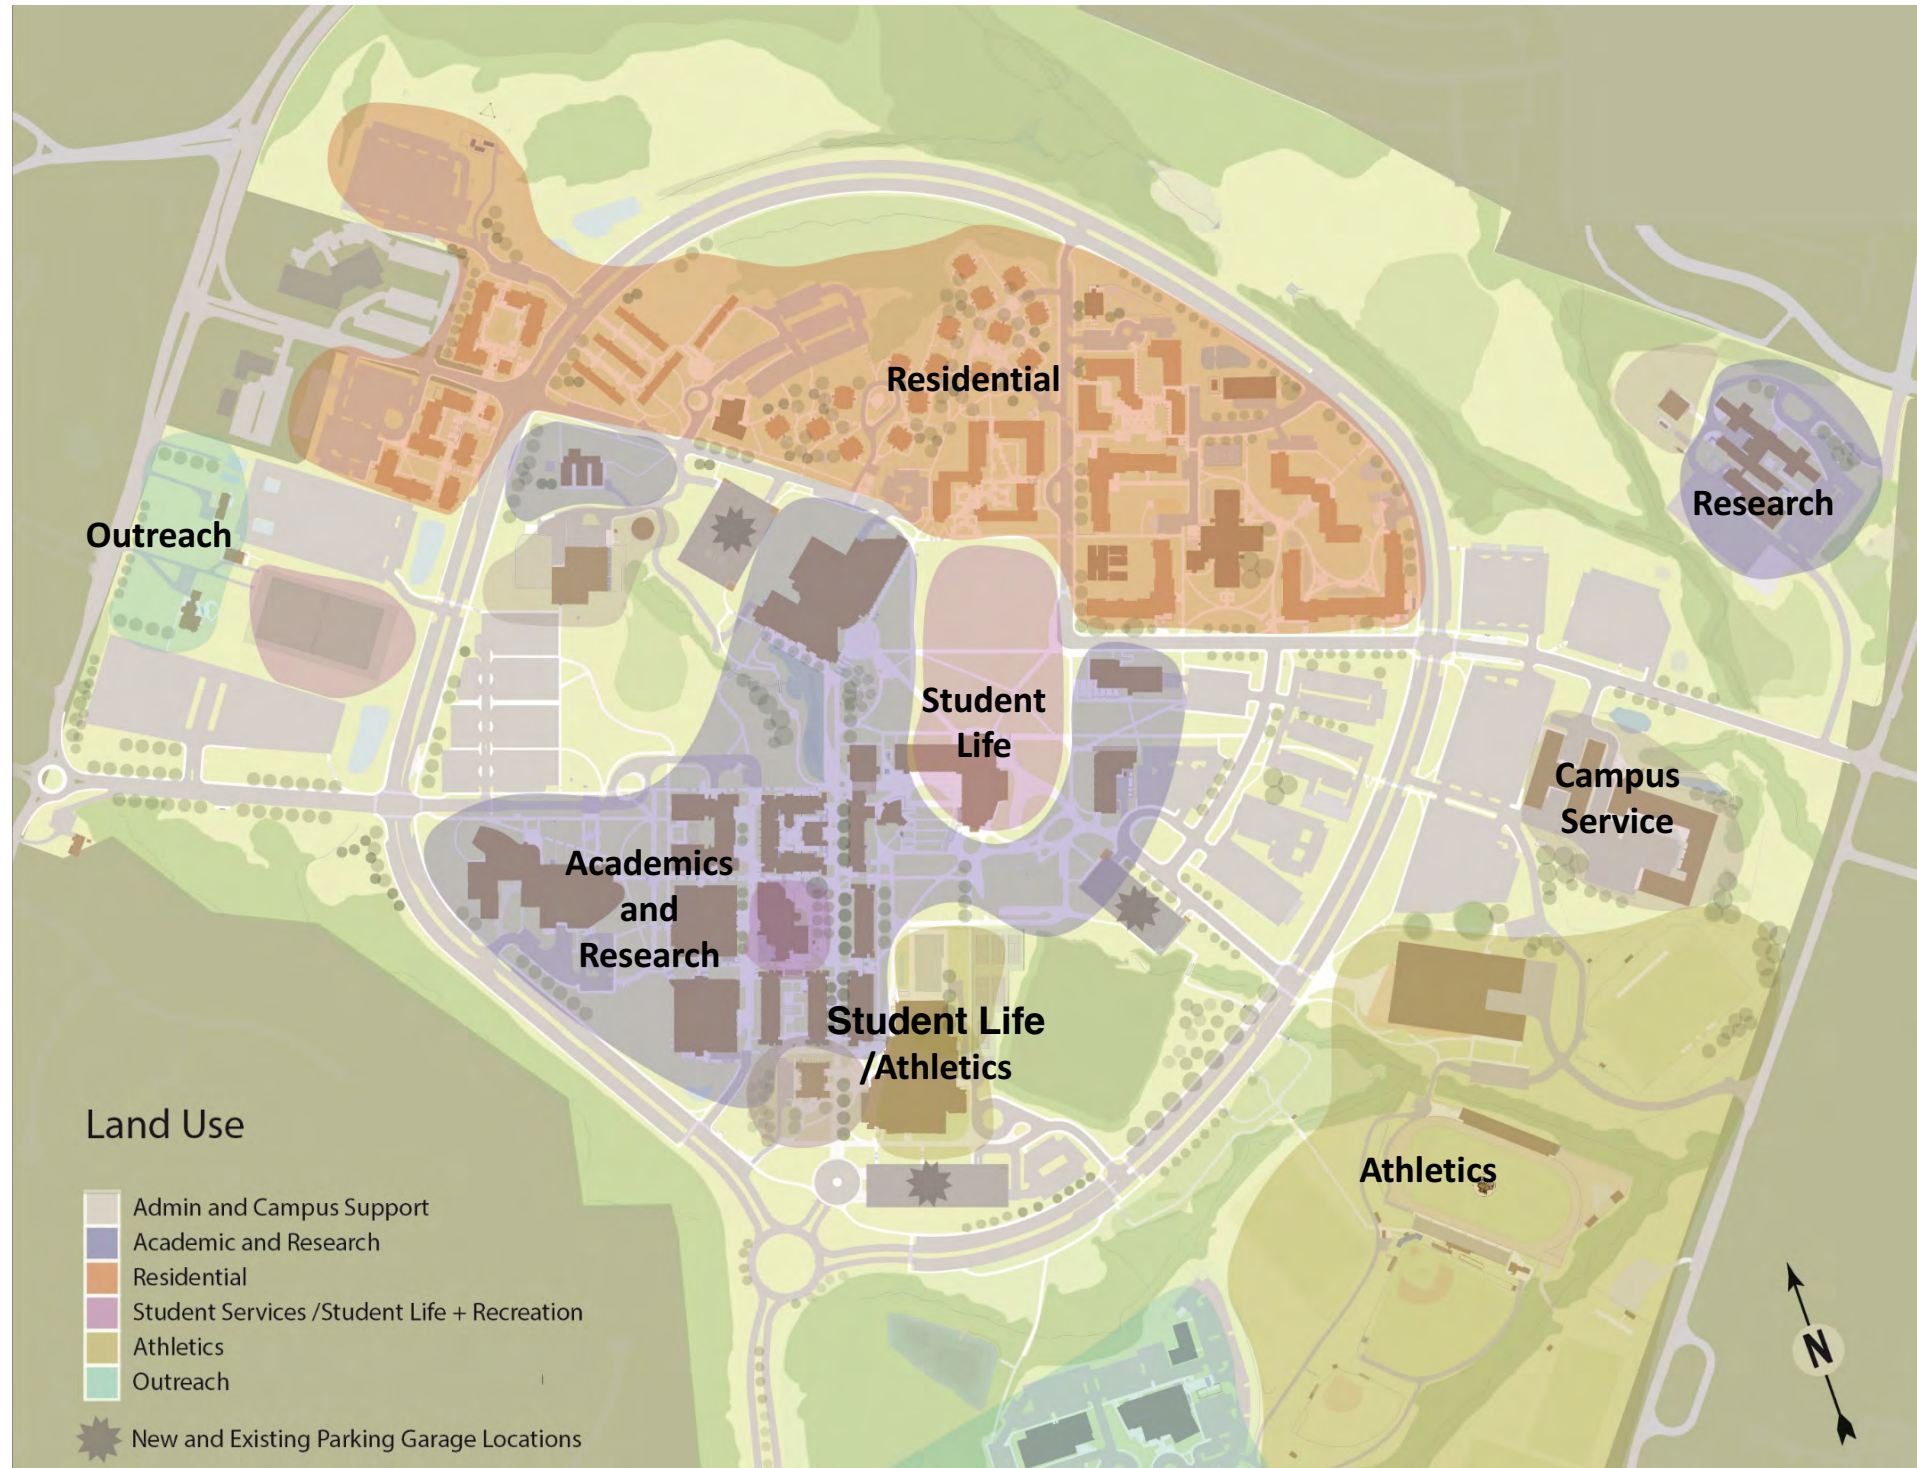 Residential
Research
Outreach
Student
Life
Campus
Service
Academics
and
Research
Student Life
/Athletics
Athletics
Land Use
Admin and Campus Support
Academic and Research
Residential
Student Services /Student Life + Recreation
Athletics
Outreach
New and Existing Parking Garage Locations
N